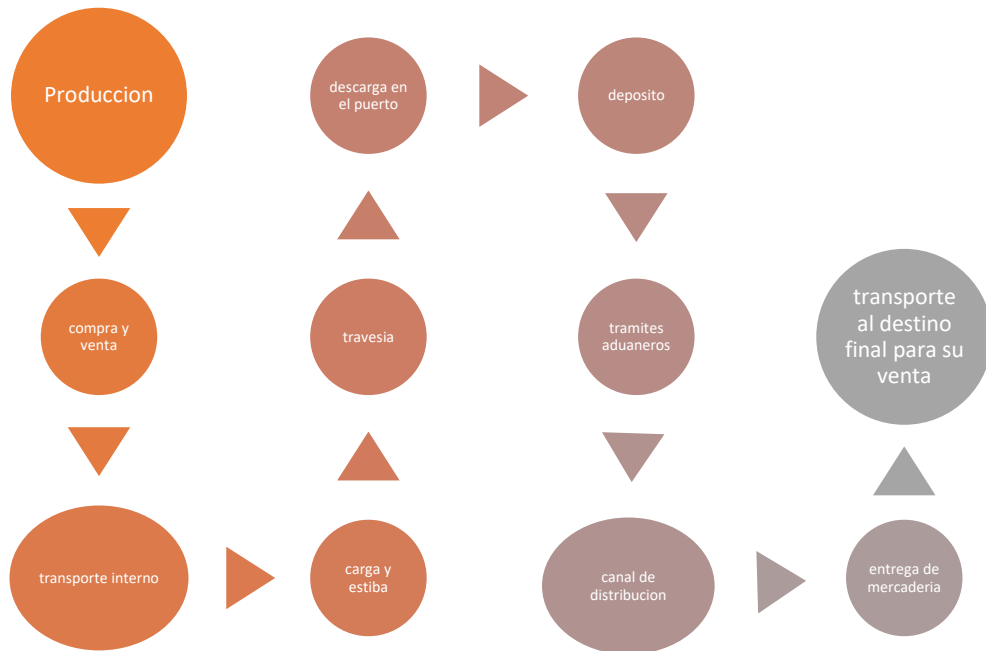 Produccion
compra y
venta
transporte interno
carga y
estiba
travesia
descarga en
el puerto
deposito
tramites
aduaneros
canal de
distribucion
entrega de
mercaderia
transporte
al destino
final para su
venta